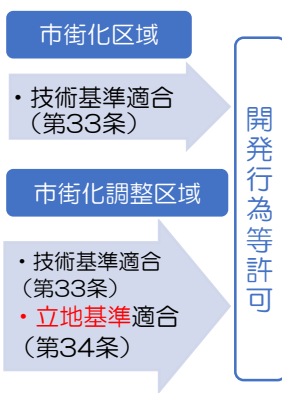 市街化区域
・技術基準適合
（第33条）
市街化調整区域
・技術基準適合
（第33条）
・立地基準適合
（第34条）
開発行為等許可